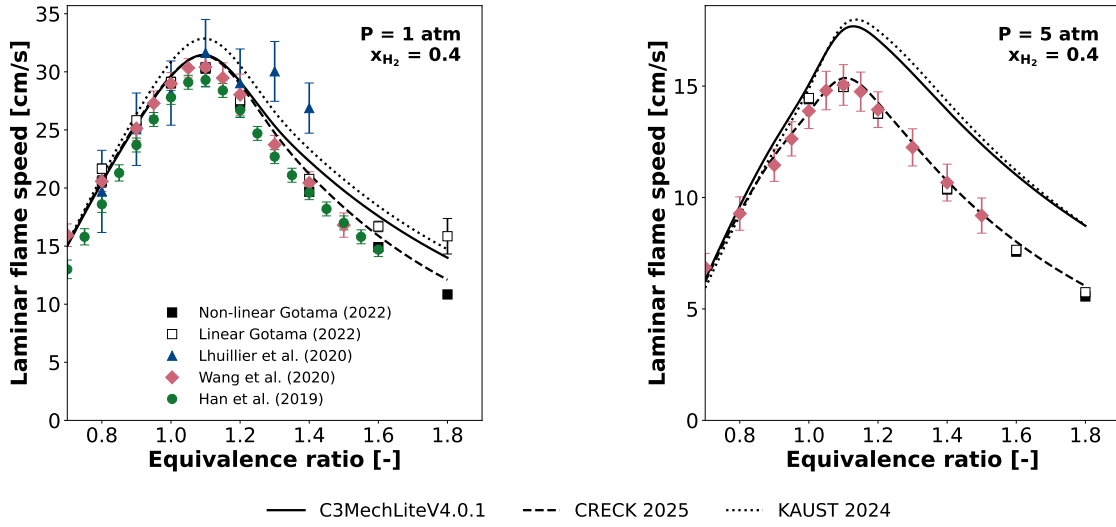 P = 1 atm
x_H₂ = 0.4
Laminar flame speed [cm/s]
35
30
25
20
15
10
5
0
0.8
1.0
1.2
1.4
1.6
1.8
Equivalence ratio [-]
Non-linear Gotama (2022)
Linear Gotama (2022)
Lhuillier et al. (2020)
Wang et al. (2020)
Han et al. (2019)
P = 5 atm
x_H₂ = 0.4
Laminar flame speed [cm/s]
15
10
5
0
0.8
1.0
1.2
1.4
1.6
1.8
Equivalence ratio [-]
C3MechLiteV4.0.1
CRECK 2025
KAUST 2024